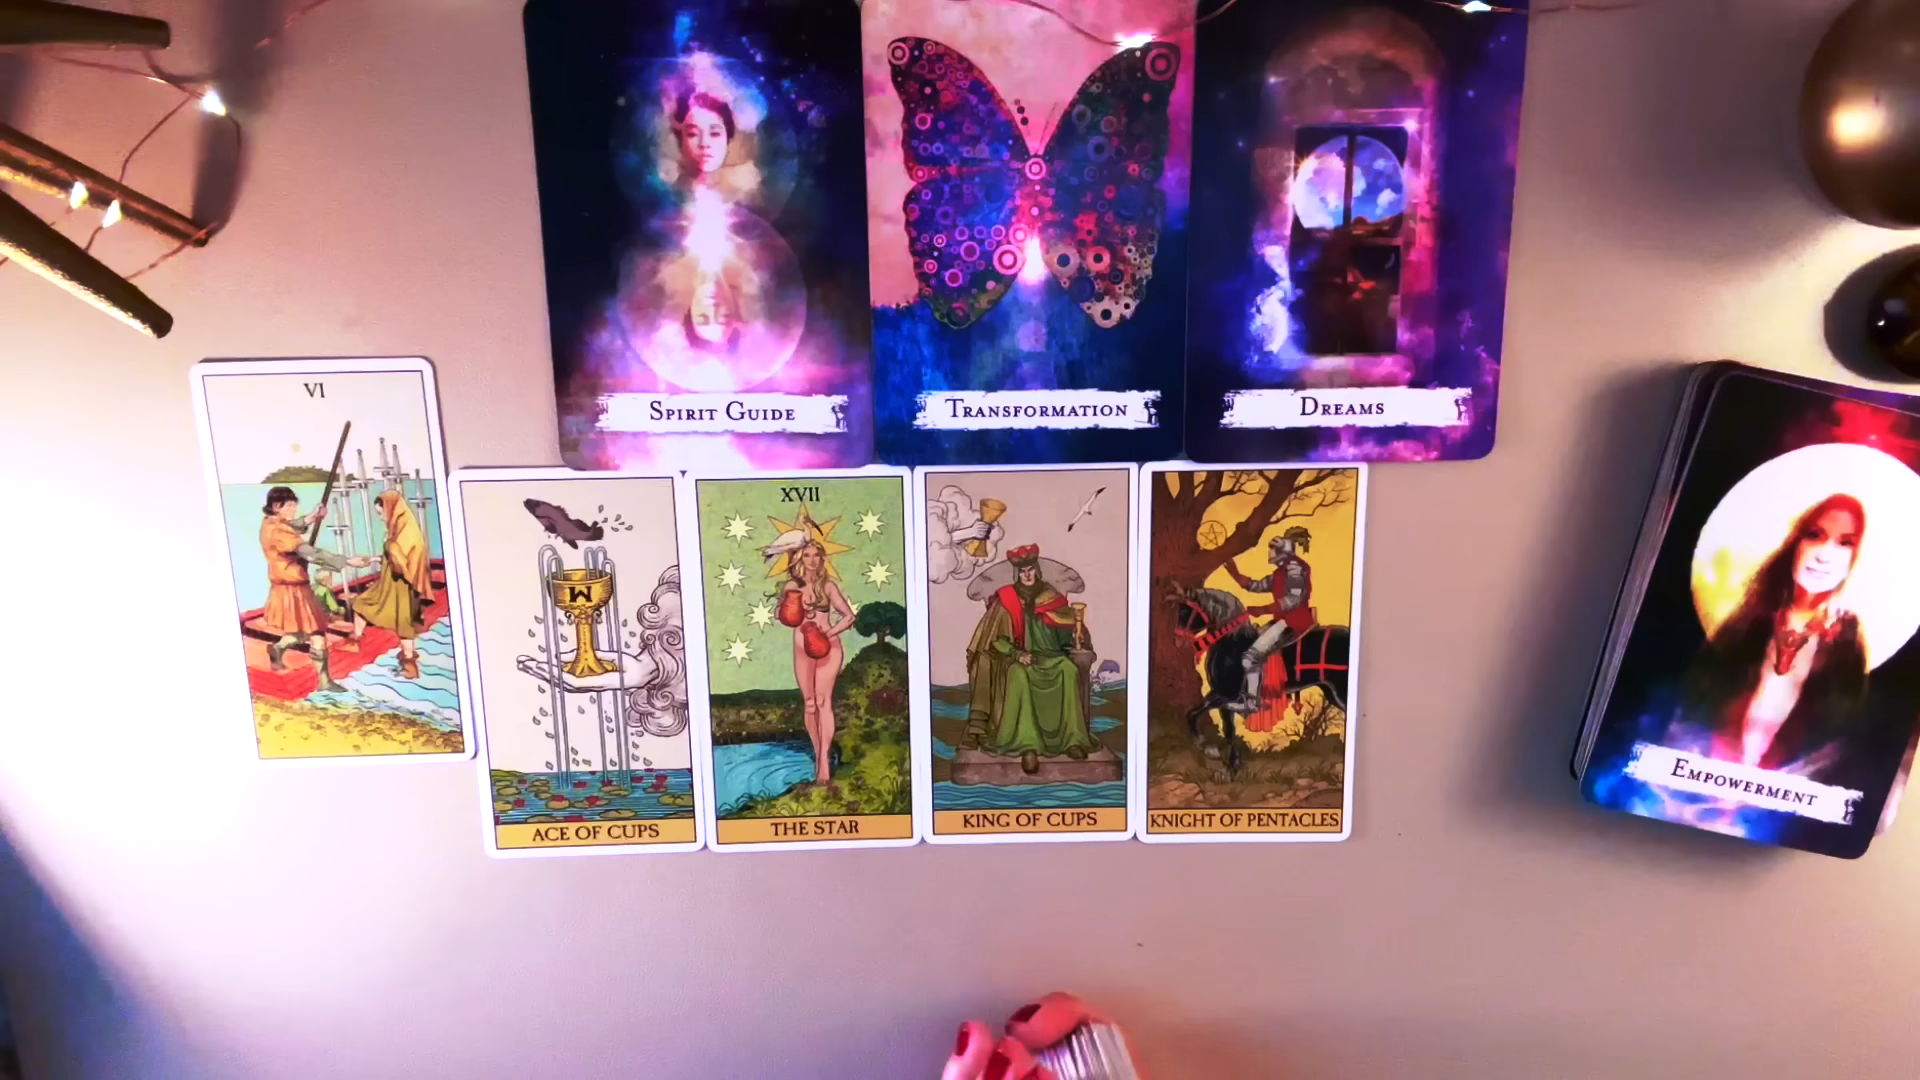 SPIRIT GUIDE
TRANSFORMATION
DREAMS
VI
XVII
W
ACE OF CUPS
THE STAR
KING OF CUPS
KNIGHT OF PENTACLES
EMPOWERMENT